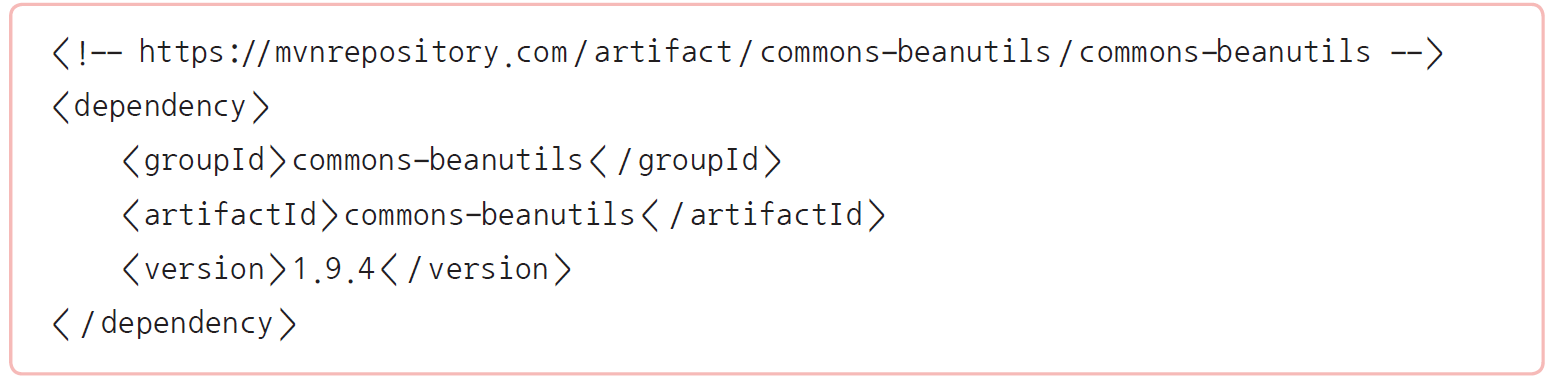 <!-- https://mvnrepository.com/artifact/commons-beanutils/commons-beanutils -->
<dependency>
<groupId>commons-beanutils</groupId>
<artifactId>commons-beanutils</artifactId>
<version>1.9.4</version>
</dependency>